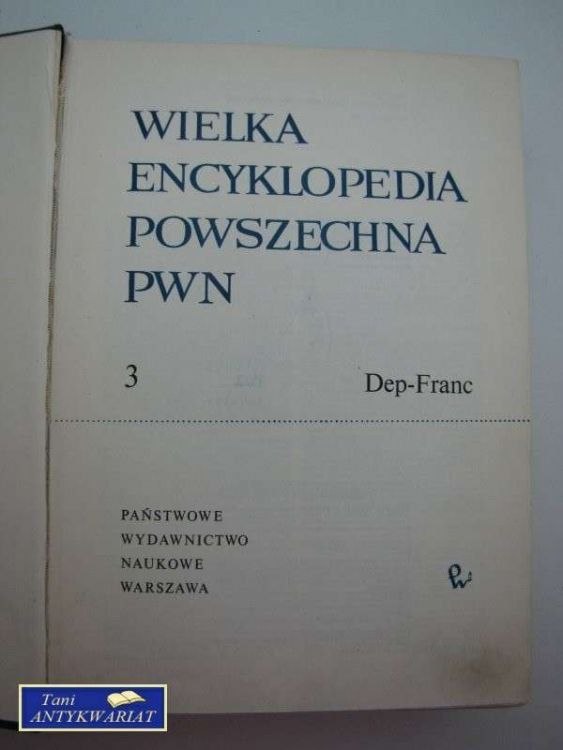 WIELKA
ENCYKLOPEDIA
POWSZECHNA
PWN
3 Dep-Franc
PAŃSTWOWE
WYDAWNICTWO
NAUKOWE
WARSZAWA
Tani
ANTYKWARIAT